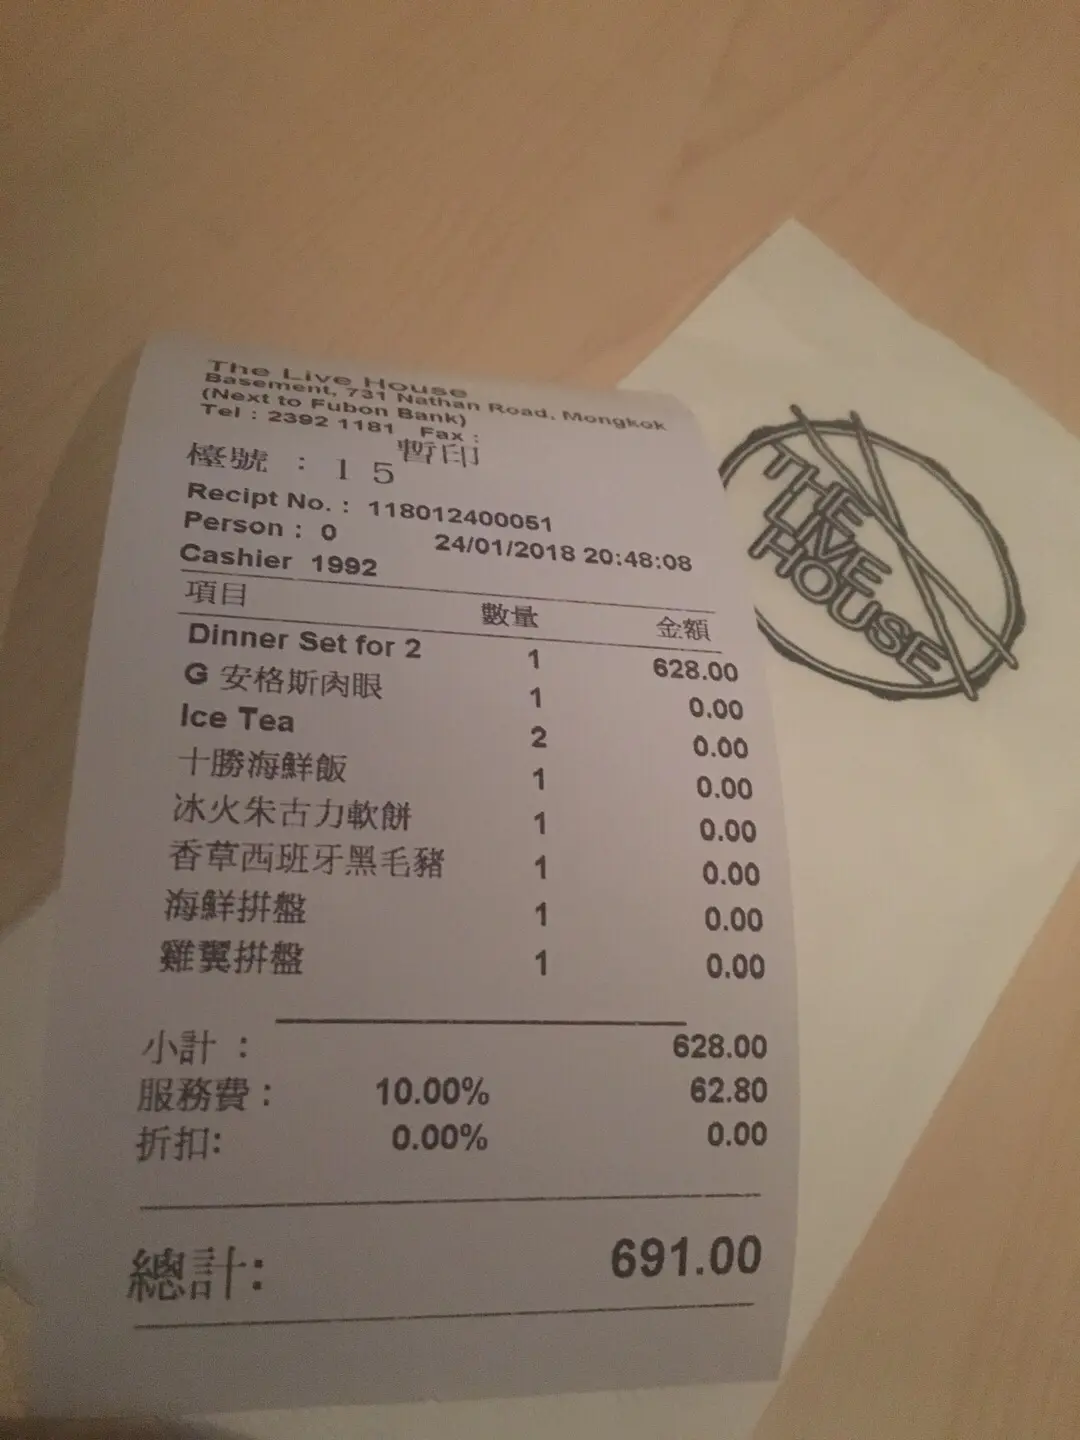 The Live House
Basement, 731 Nathan Road, Mongkok
(Next to Fubon Bank)
Tel : 2392 1181 Fax :
暫印
檯號 : 1 5
Recipt No. : 118012400051
Person : 0 24/01/2018 20:48:08
Cashier 1992
項目 數量 金額
Dinner Set for 2 1 628.00
G 安格斯肉眼 1 0.00
Ice Tea 2 0.00
十勝海鮮飯 1 0.00
冰火朱古力軟餅 1 0.00
香草西班牙黑毛豬 1 0.00
海鮮拼盤 1 0.00
雞翼拼盤 1 0.00
小計 : 628.00
服務費 : 10.00% 62.80
折扣: 0.00% 0.00
總計: 691.00
THE
LIVE
HOUSE